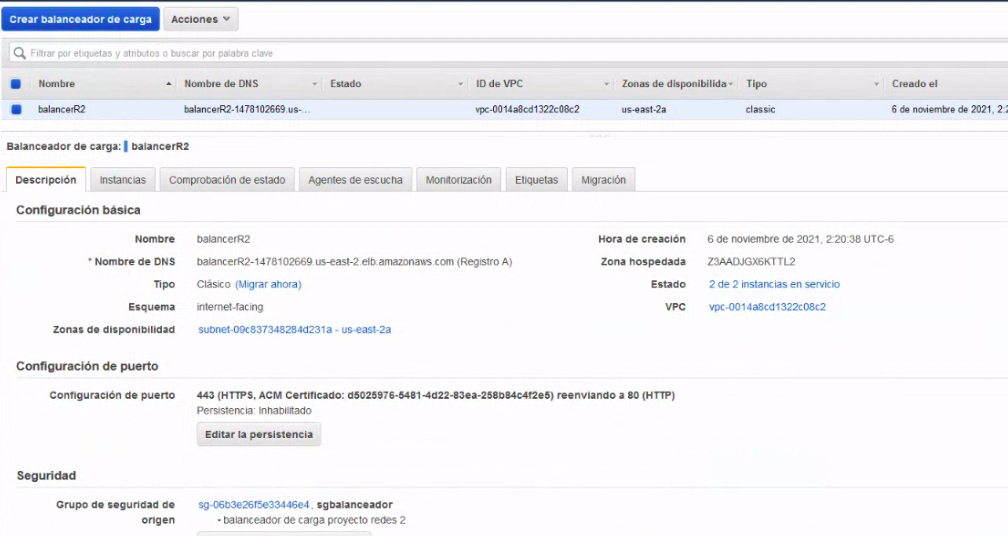 Crear balanceador de carga Acciones
Filtrar por etiquetas y atributos o buscar por palabra clave
Nombre Nombre de DNS Estado ID de VPC Zonas de disponibilida Tipo Creado el
balancerR2 balancerR2-1478102669.us-... vpc-0014a8cd1322c08c2 us-east-2a classic 6 de noviembre de 2021, 2:2
Balanceador de carga: balancerR2
Descripción Instancias Comprobación de estado Agentes de escucha Monitorización Etiquetas Migración
Configuración básica
Nombre balancerR2 Hora de creación 6 de noviembre de 2021, 2:20:38 UTC-6
* Nombre de DNS balancerR2-1478102669.us-east-2.elb.amazonaws.com (Registro A) Zona hospedada Z3AADJGX6KTTL2
Tipo Clásico (Migrar ahora) Estado 2 de 2 instancias en servicio
Esquema internet-facing VPC vpc-0014a8cd1322c08c2
Zonas de disponibilidad subnet-09c837348284d231a - us-east-2a
Configuración de puerto
Configuración de puerto 443 (HTTPS, ACM Certificado: d5025976-5481-4d22-83ea-258b84c4f2e5) reenviando a 80 (HTTP)
Persistencia: Inhabilitado
Editar la persistencia
Seguridad
Grupo de seguridad de origen sg-06b3e26f5e33446e4, sgbalanceador
• balanceador de carga proyecto redes 2